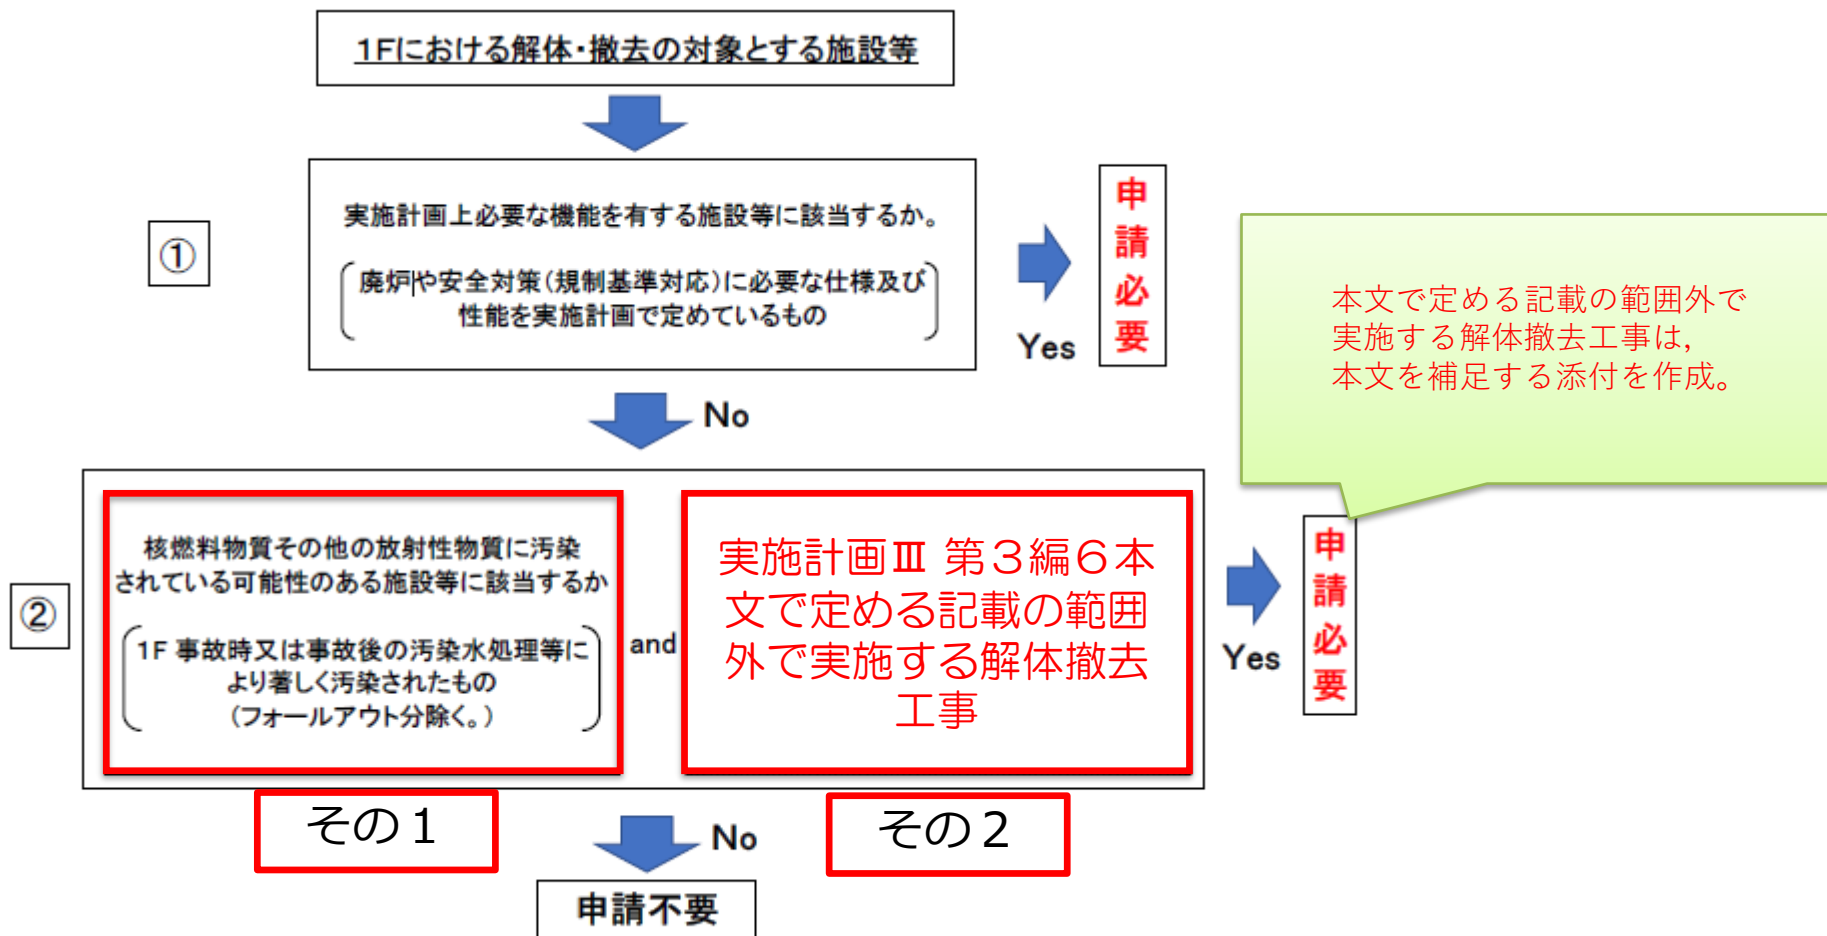 1Fにおける解体・撤去の対象とする施設等
①
実施計画上必要な機能を有する施設等に該当するか。
廃炉や安全対策(規制基準対応)に必要な仕様及び
性能を実施計画で定めているもの
Yes
申請必要
本文で定める記載の範囲外で
実施する解体撤去工事は,
本文を補足する添付を作成。
No
②
核燃料物質その他の放射性物質に汚染
されている可能性のある施設等に該当するか
1F 事故時又は事故後の汚染水処理等に
より著しく汚染されたもの
(フォールアウト分除く。)
and
実施計画Ⅲ 第3編6本
文で定める記載の範囲
外で実施する解体撤去
工事
Yes
申請必要
その1
その2
No
申請不要